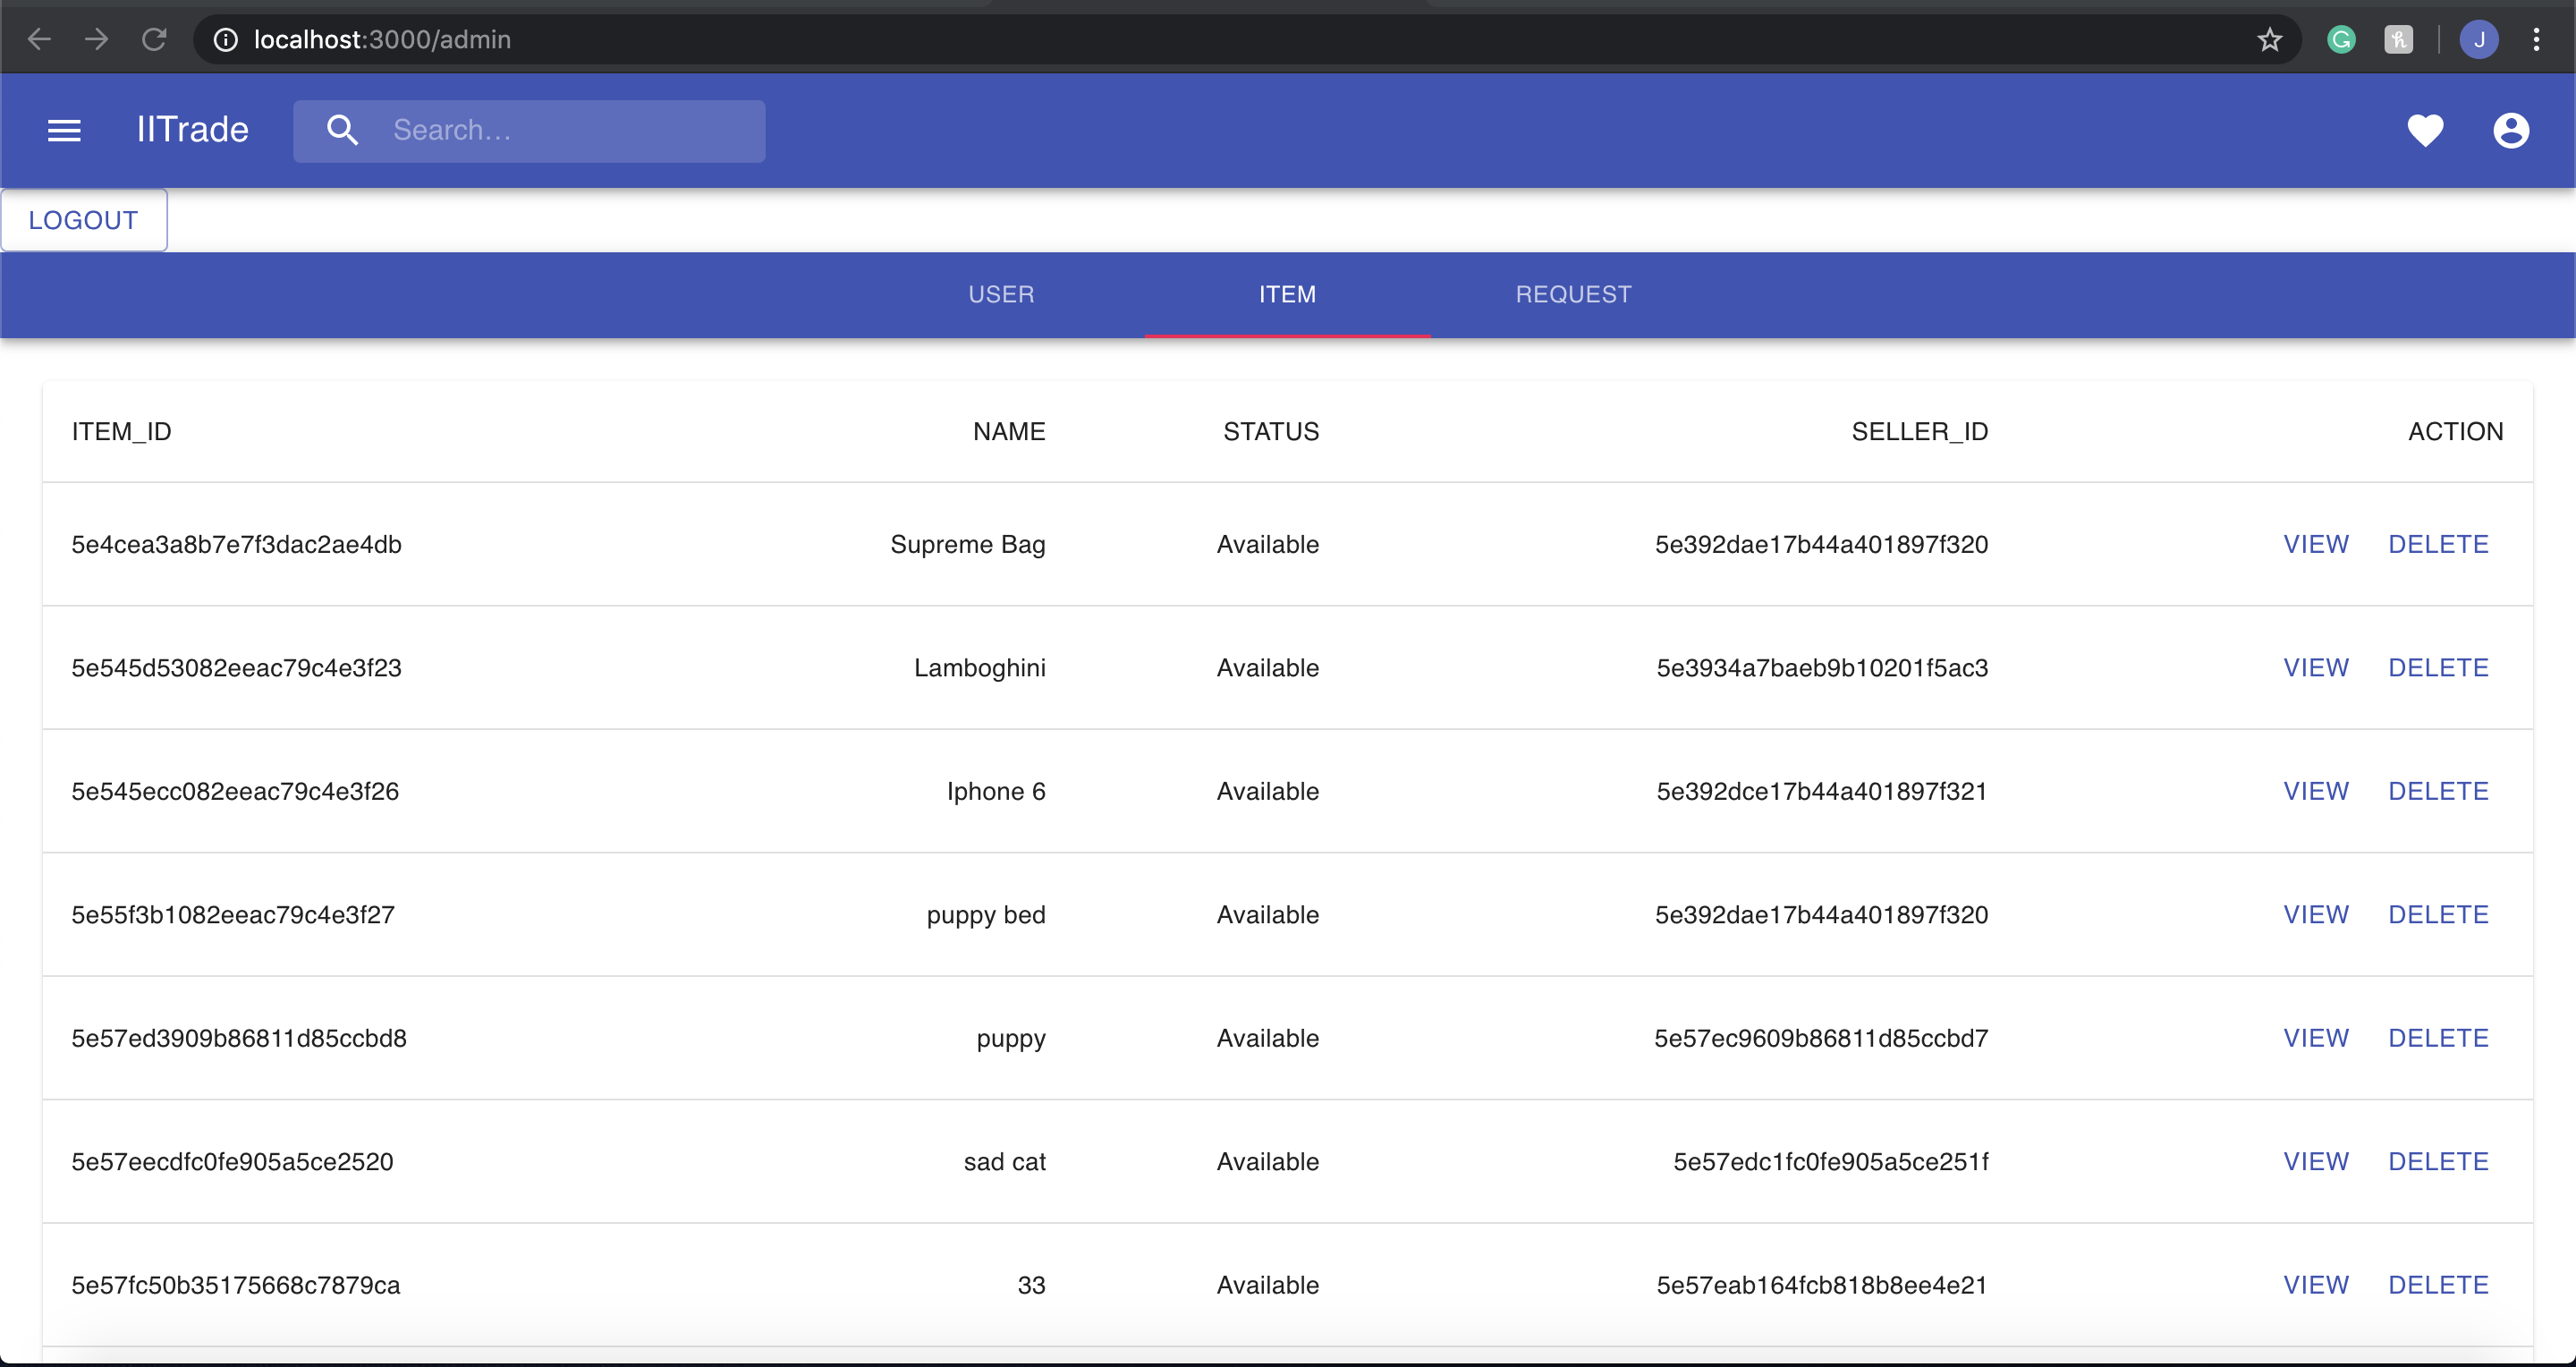 localhost:3000/admin
J
IITrade
Search...
LOGOUT
USER ITEM REQUEST
ITEM_ID NAME STATUS SELLER_ID ACTION
5e4cea3a8b7e7f3dac2ae4db Supreme Bag Available 5e392dae17b44a401897f320 VIEW DELETE
5e545d53082eeac79c4e3f23 Lamboghini Available 5e3934a7baeb9b10201f5ac3 VIEW DELETE
5e545ecc082eeac79c4e3f26 Iphone 6 Available 5e392dce17b44a401897f321 VIEW DELETE
5e55f3b1082eeac79c4e3f27 puppy bed Available 5e392dae17b44a401897f320 VIEW DELETE
5e57ed3909b86811d85ccbd8 puppy Available 5e57ec9609b86811d85ccbd7 VIEW DELETE
5e57eecdfc0fe905a5ce2520 sad cat Available 5e57edc1fc0fe905a5ce251f VIEW DELETE
5e57fc50b35175668c7879ca 33 Available 5e57eab164fcb818b8ee4e21 VIEW DELETE